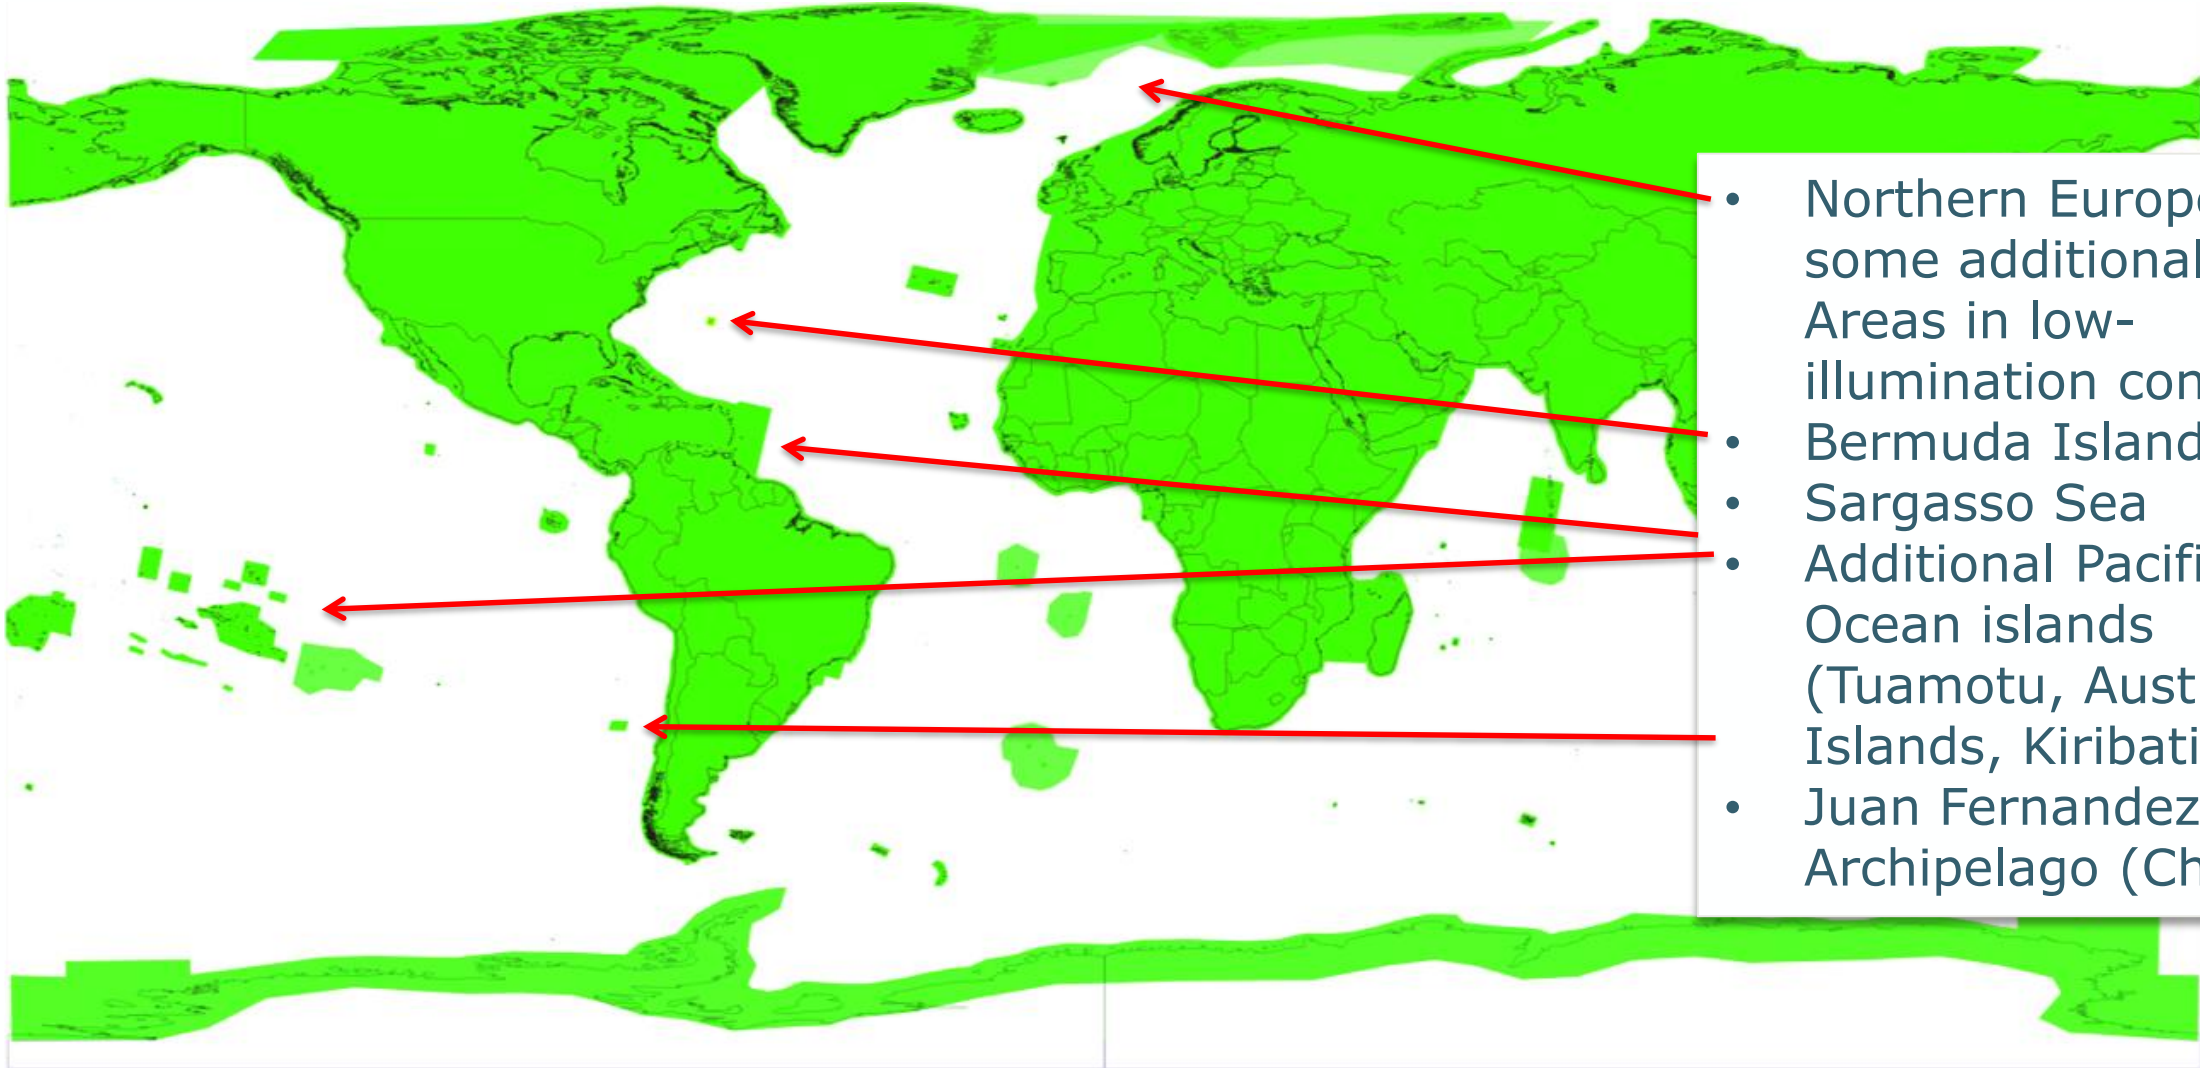 • Northern Europe
some additional
Areas in low-
illumination con
• Bermuda Island
• Sargasso Sea
• Additional Pacifi
Ocean islands
(Tuamotu, Aust
Islands, Kiribati
• Juan Fernandez
Archipelago (Ch